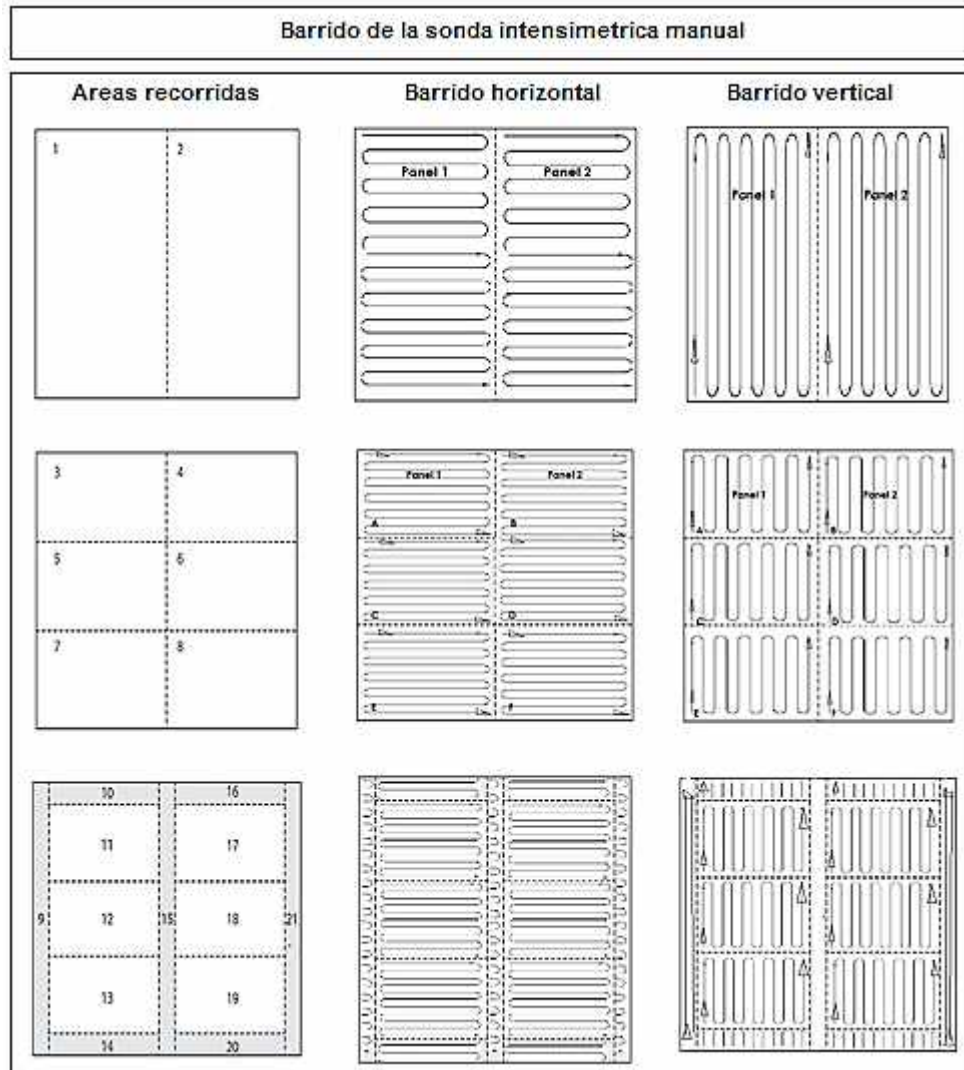 Barrido de la sonda intensimetrica manual
Areas recorridas
Barrido horizontal
Barrido vertical
1 2
Panel 1 Panel 2
Panel 1 Panel 2
3 4
5 6
7 8
Panel 1 Panel 2
A B
C D
E F
Panel 1 Panel 2
A B
C D
E F
10 16
11 17
9 12 15 18 21
13 19
14 20